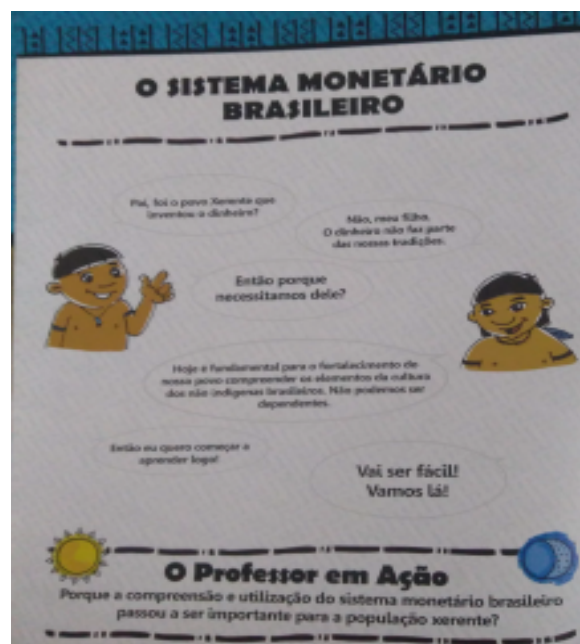 O SISTEMA MONETÁRIO
BRASILEIRO
Pai, foi o povo Xerente que
inventou o dinheiro?
Não, meu filho.
O dinheiro não faz parte
das nossas tradições.
Então porque
necessitamos dele?
Hoje é fundamental para o fortalecimento de
nosso povo compreender os elementos da cultura
dos não indígenas brasileiros. Não podemos ser
dependentes.
Então eu quero começar a
aprender logo!
Vai ser fácil!
Vamos lá!
O Professor em Ação
Porque a compreensão e utilização do sistema monetário brasileiro
passou a ser importante para a população xerente?